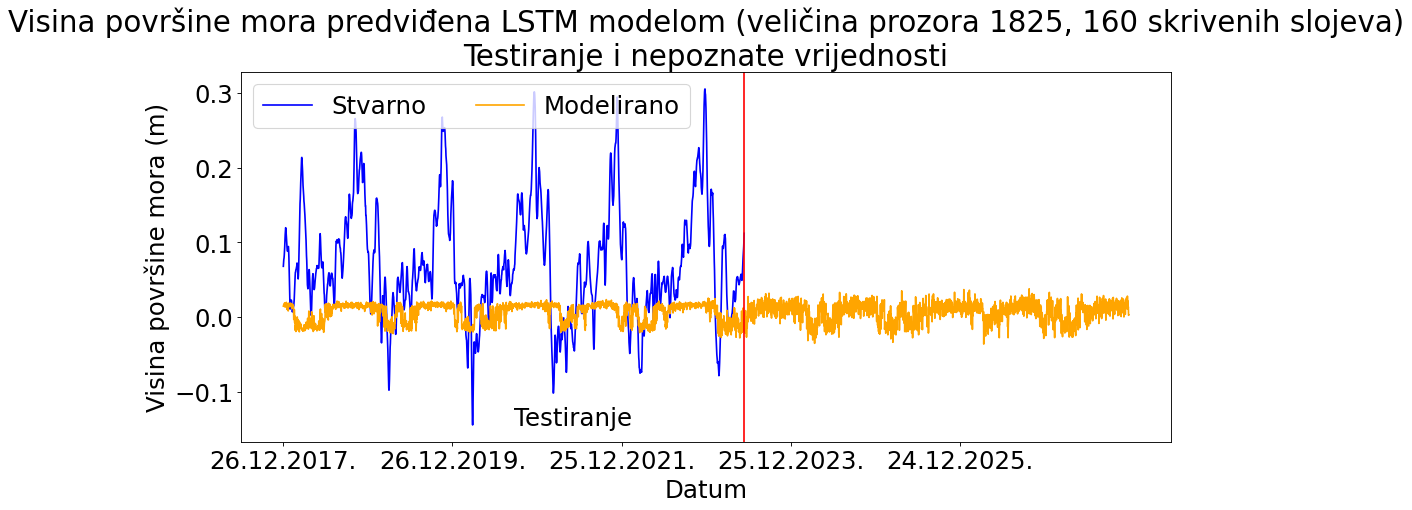 Visina površine mora predviđena LSTM modelom (veličina prozora 1825, 160 skrivenih slojeva)
Testiranje i nepoznate vrijednosti
Stvarno
Modelirano
Visina površine mora (m)
0.3
0.2
0.1
0.0
−0.1
Testiranje
26.12.2017.
26.12.2019.
25.12.2021.
25.12.2023.
24.12.2025.
Datum